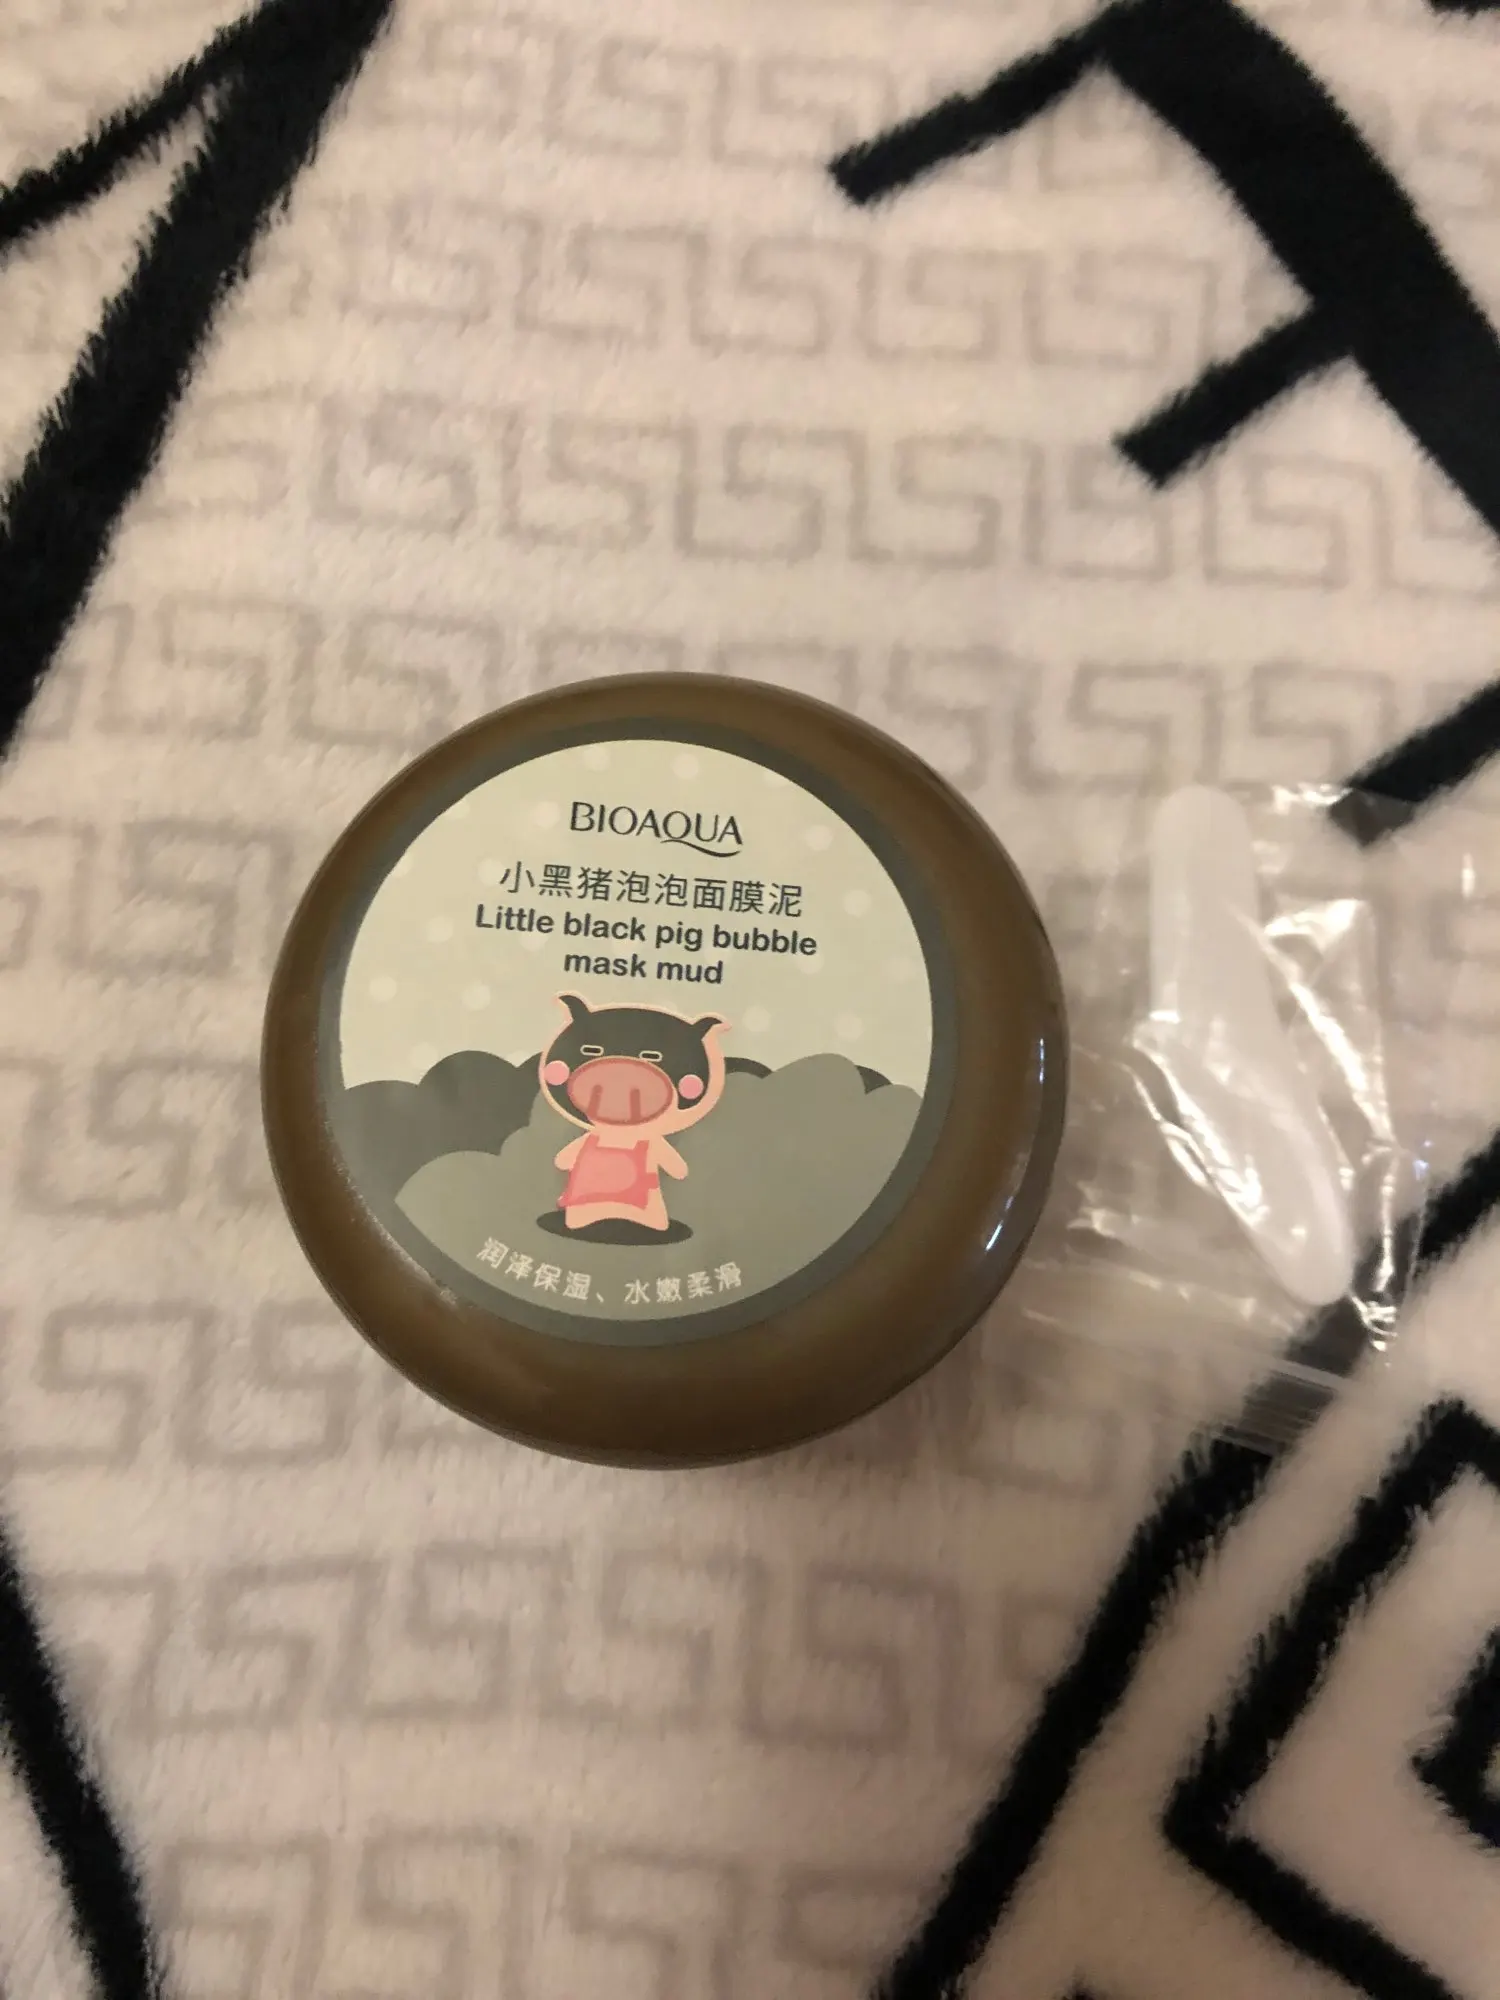 BIOAQUA
小黑猪泡泡面膜泥
Little black pig bubble
mask mud
润泽保湿、水嫩柔滑